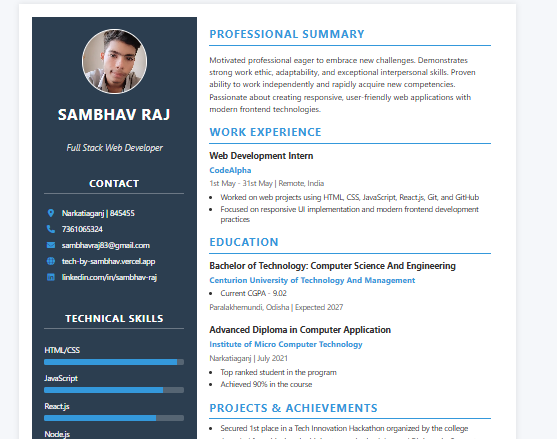 SAMBHAV RAJ
Full Stack Web Developer
CONTACT
Narkatiaganj | 845455
7361065324
sambhavraj83@gmail.com
tech-by-sambhav.vercel.app
linkedin.com/in/sambhav-raj
TECHNICAL SKILLS
HTML/CSS
JavaScript
React.js
Node.js
PROFESSIONAL SUMMARY
Motivated professional eager to embrace new challenges. Demonstrates
strong work ethic, adaptability, and exceptional interpersonal skills. Proven
ability to work independently and rapidly acquire new competencies.
Passionate about creating responsive, user-friendly web applications with
modern frontend technologies.
WORK EXPERIENCE
Web Development Intern
CodeAlpha
1st May - 31st May | Remote, India
• Worked on web projects using HTML, CSS, JavaScript, React.js, Git, and GitHub
• Focused on responsive UI implementation and modern frontend development
practices
EDUCATION
Bachelor of Technology: Computer Science And Engineering
Centurion University of Technology And Management
• Current CGPA - 9.02
Paralakhemundi, Odisha | Expected 2027
Advanced Diploma in Computer Application
Institute of Micro Computer Technology
Narkatiaganj | July 2021
• Top ranked student in the program
• Achieved 90% in the course
PROJECTS & ACHIEVEMENTS
• Secured 1st place in a Tech Innovation Hackathon organized by the college